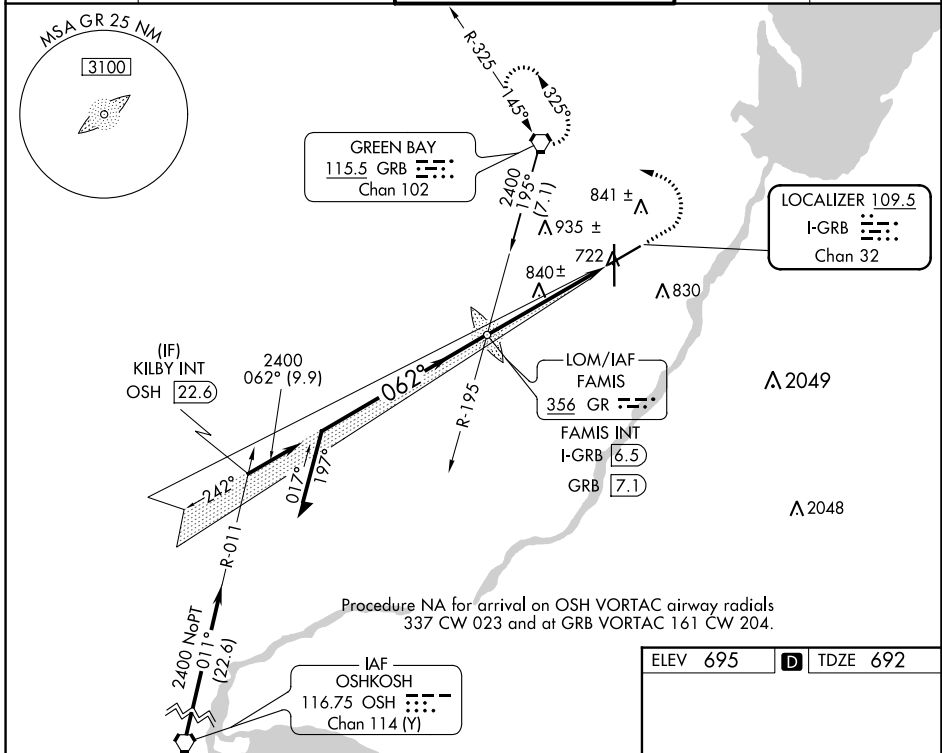 MSA GR 25 NM
3100
R-325
145°
325°
GREEN BAY
115.5 GRB
Chan 102
2400
195°
(7.1)
841 ±
935 ±
722
840 ±
830
LOCALIZER 109.5
I-GRB
Chan 32
(IF)
KILBY INT
OSH 22.6
2400
062° (9.9)
062°
LOM/IAF
FAMIS
356 GR
FAMIS INT
I-GRB 6.5
GRB 7.1
R-195
2049
2048
242°
017°
197°
R-011
2400 NoPT
011°
(22.6)
Procedure NA for arrival on OSH VORTAC airway radials
337 CW 023 and at GRB VORTAC 161 CW 204.
IAF
OSHKOSH
116.75 OSH
Chan 114 (Y)
ELEV 695 D TDZE 692